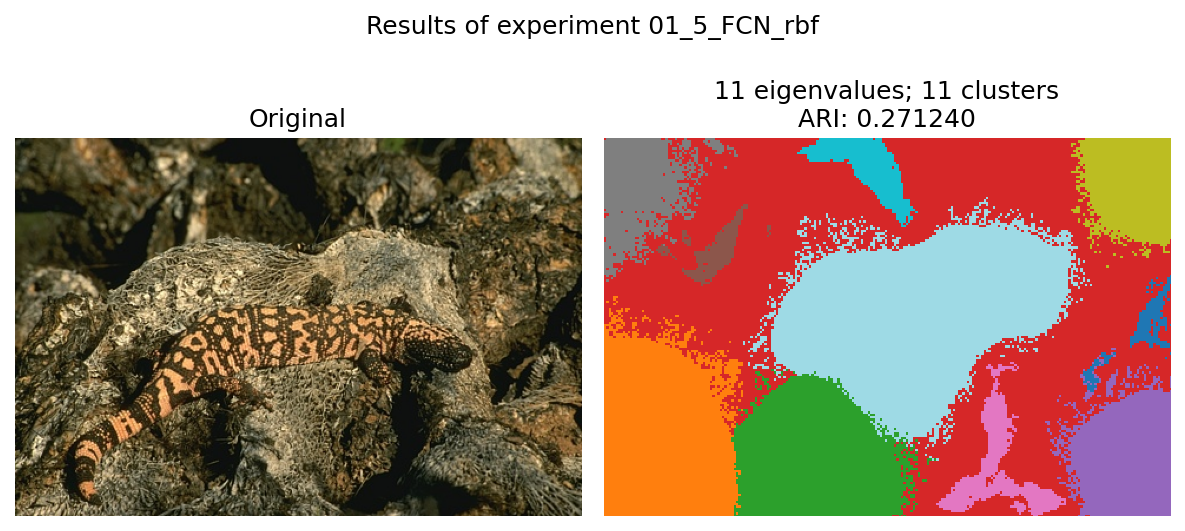 Results of experiment 01_5_FCN_rbf
Original
11 eigenvalues; 11 clusters
ARI: 0.271240